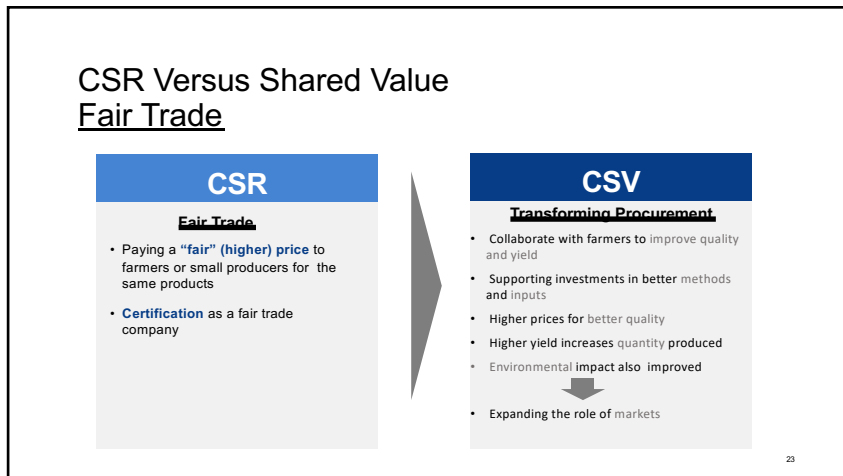 CSR Versus Shared Value
Fair Trade
CSR
Fair Trade
• Paying a “fair” (higher) price to
farmers or small producers for the
same products
• Certification as a fair trade
company
CSV
Transforming Procurement
• Collaborate with farmers to improve quality
and yield
• Supporting investments in better methods
and inputs
• Higher prices for better quality
• Higher yield increases quantity produced
• Environmental impact also improved
• Expanding the role of markets
23